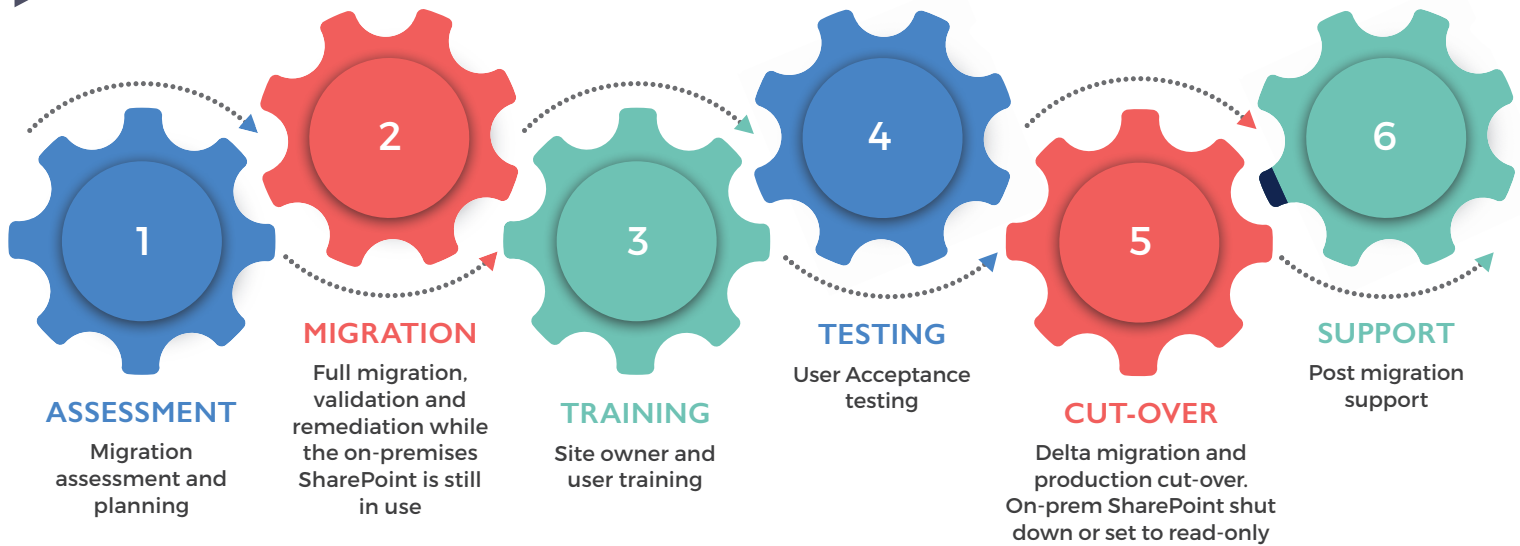 1
ASSESSMENT
Migration
assessment and
planning
2
MIGRATION
Full migration,
validation and
remediation while
the on-premises
SharePoint is still
in use
3
TRAINING
Site owner and
user training
4
TESTING
User Acceptance
testing
5
CUT-OVER
Delta migration and
production cut-over.
On-prem SharePoint shut
down or set to read-only
6
SUPPORT
Post migration
support